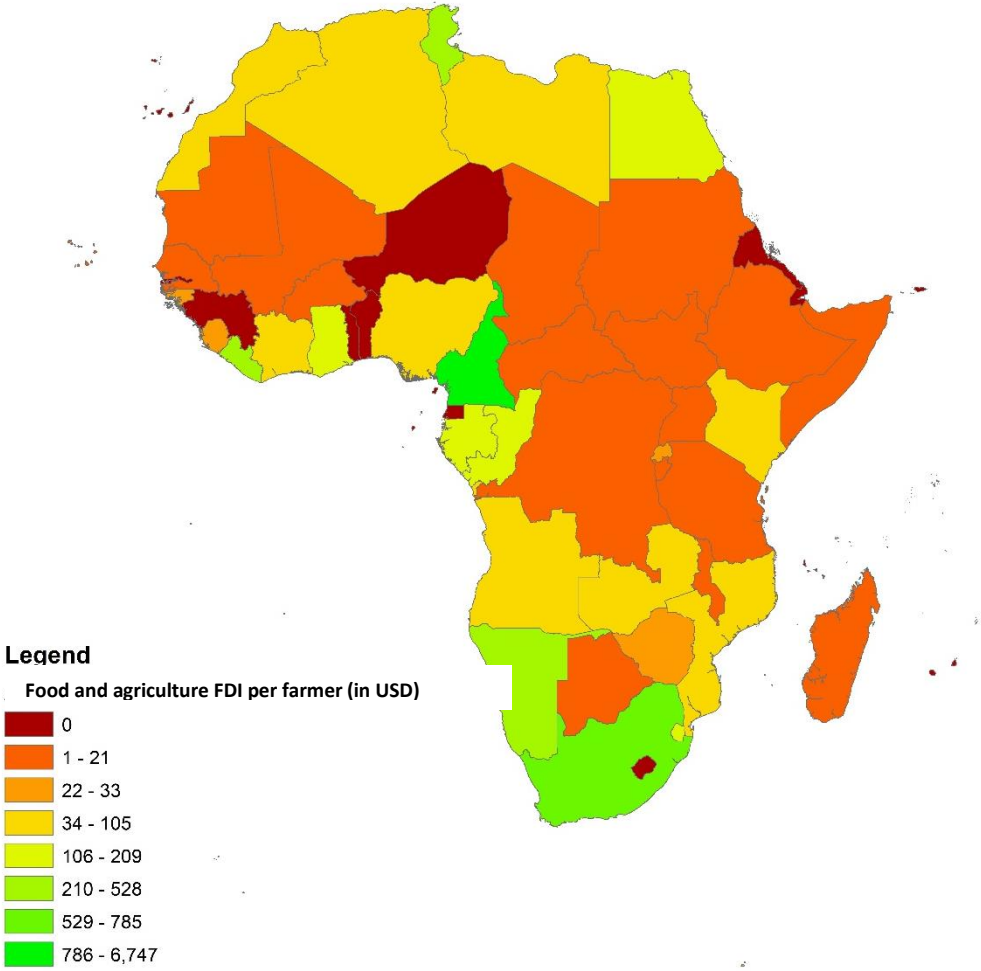 Legend
Food and agriculture FDI per farmer (in USD)
0
1 - 21
22 - 33
34 - 105
106 - 209
210 - 528
529 - 785
786 - 6,747